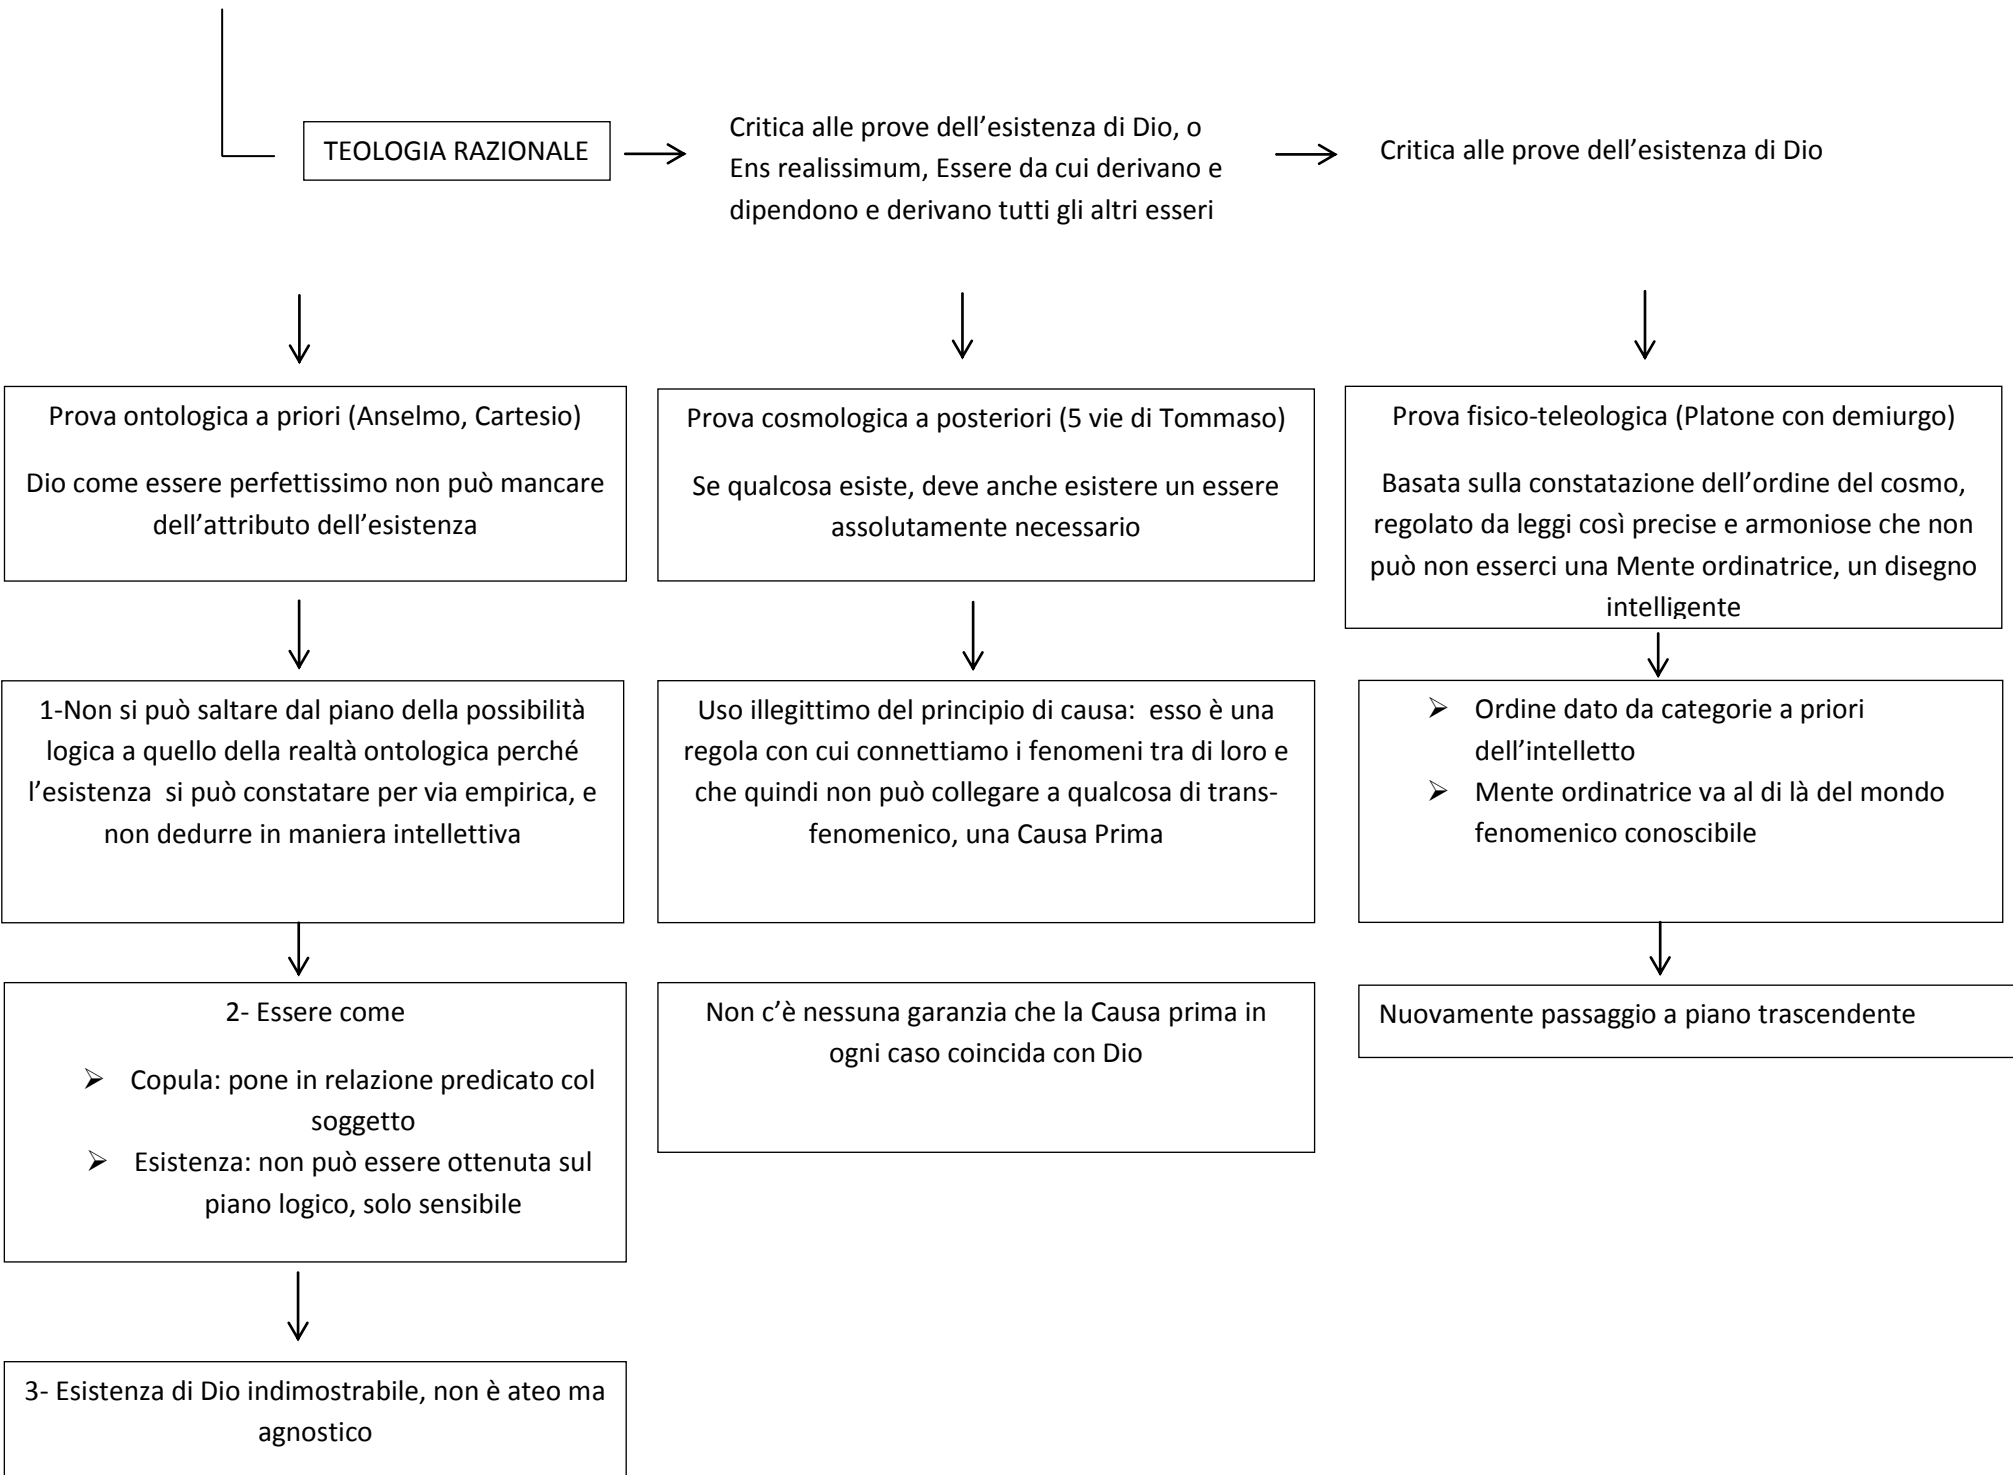 TEOLOGIA RAZIONALE
Critica alle prove dell’esistenza di Dio, o
Ens realissimum, Essere da cui derivano e
dipendono e derivano tutti gli altri esseri
Critica alle prove dell’esistenza di Dio
Prova ontologica a priori (Anselmo, Cartesio)
Dio come essere perfettissimo non può mancare
dell’attributo dell’esistenza
Prova cosmologica a posteriori (5 vie di Tommaso)
Se qualcosa esiste, deve anche esistere un essere
assolutamente necessario
Prova fisico-teleologica (Platone con demiurgo)
Basata sulla constatazione dell’ordine del cosmo,
regolato da leggi così precise e armoniose che non
può non esserci una Mente ordinatrice, un disegno
intelligente
1-Non si può saltare dal piano della possibilità
logica a quello della realtà ontologica perché
l’esistenza si può constatare per via empirica, e
non dedurre in maniera intellettiva
Uso illegittimo del principio di causa: esso è una
regola con cui connettiamo i fenomeni tra di loro e
che quindi non può collegare a qualcosa di trans-
fenomenico, una Causa Prima
➢ Ordine dato da categorie a priori
dell’intelletto
➢ Mente ordinatrice va al di là del mondo
fenomenico conoscibile
2- Essere come
➢ Copula: pone in relazione predicato col
soggetto
➢ Esistenza: non può essere ottenuta sul
piano logico, solo sensibile
Non c’è nessuna garanzia che la Causa prima in
ogni caso coincida con Dio
Nuovamente passaggio a piano trascendente
3- Esistenza di Dio indimostrabile, non è ateo ma
agnostico